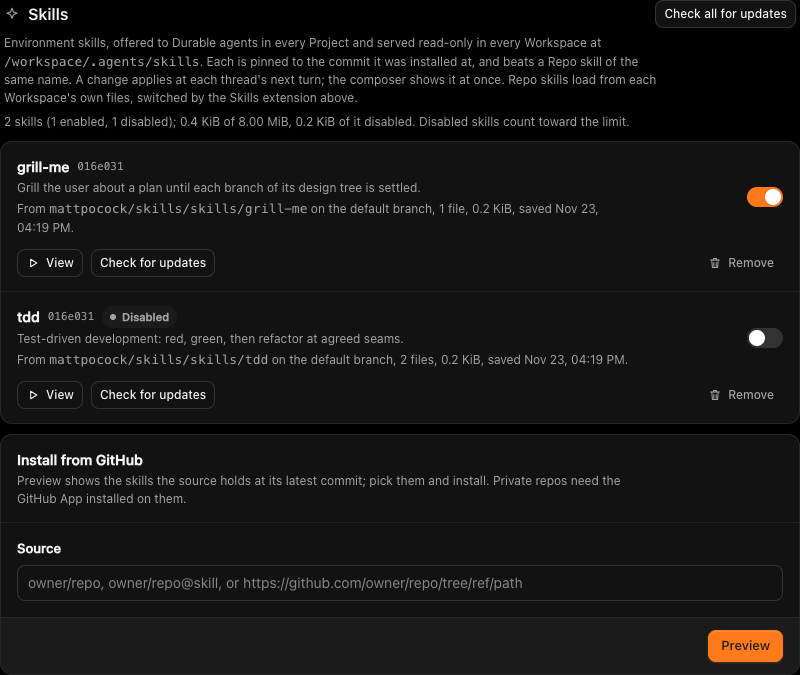 Skills
Check all for updates
Environment skills, offered to Durable agents in every Project and served read-only in every Workspace at
/workspace/.agents/skills. Each is pinned to the commit it was installed at, and beats a Repo skill of the
same name. A change applies at each thread's next turn; the composer shows it at once. Repo skills load from each
Workspace's own files, switched by the Skills extension above.
2 skills (1 enabled, 1 disabled); 0.4 KiB of 8.00 MiB, 0.2 KiB of it disabled. Disabled skills count toward the limit.
grill-me 016e031
Grill the user about a plan until each branch of its design tree is settled.
From mattpocock/skills/skills/grill-me on the default branch, 1 file, 0.2 KiB, saved Nov 23,
04:19 PM.
View Check for updates Remove
tdd 016e031 Disabled
Test-driven development: red, green, then refactor at agreed seams.
From mattpocock/skills/skills/tdd on the default branch, 2 files, 0.2 KiB, saved Nov 23, 04:19 PM.
View Check for updates Remove
Install from GitHub
Preview shows the skills the source holds at its latest commit; pick them and install. Private repos need the
GitHub App installed on them.
Source
owner/repo, owner/repo@skill, or https://github.com/owner/repo/tree/ref/path
Preview